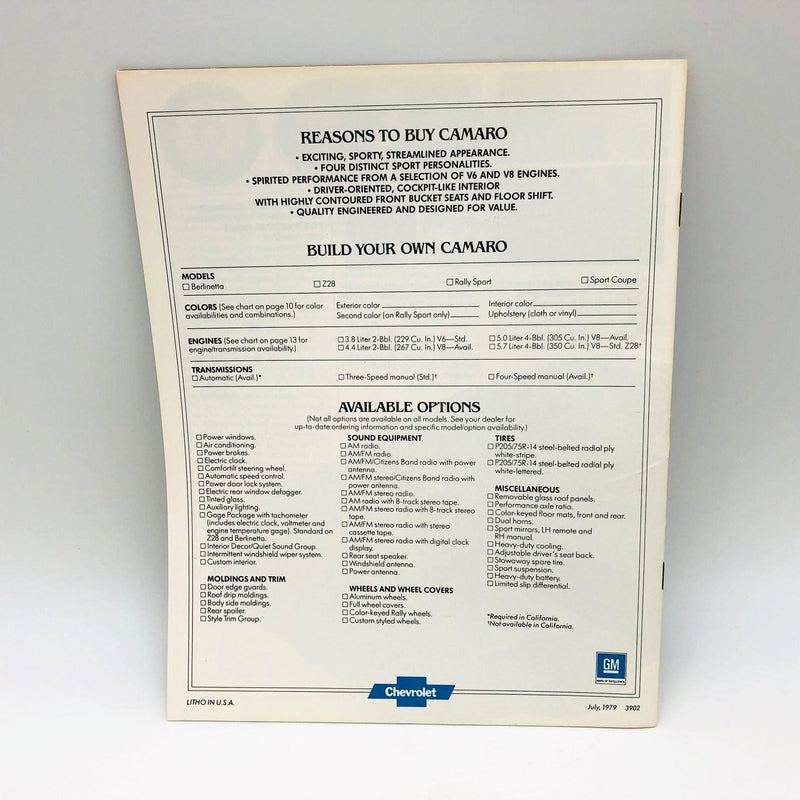 REASONS TO BUY CAMARO
• EXCITING, SPORTY, STREAMLINED APPEARANCE.
• FOUR DISTINCT SPORT PERSONALITIES.
• SPIRITED PERFORMANCE FROM A SELECTION OF V6 AND V8 ENGINES.
• DRIVER-ORIENTED, COCKPIT-LIKE INTERIOR
WITH HIGHLY CONTOURED FRONT BUCKET SEATS AND FLOOR SHIFT.
• QUALITY ENGINEERED AND DESIGNED FOR VALUE.
BUILD YOUR OWN CAMARO
MODELS
☐ Berlinetta ☐ Z28 ☐ Rally Sport ☐ Sport Coupe
COLORS (See chart on page 10 for color
availabilities and combinations.)
Exterior color
Second color (on Rally Sport only)
Interior color
Upholstery (cloth or vinyl)
ENGINES (See chart on page 13 for
engine/transmission availability.)
☐ 3.8 Liter 2-Bbl. (229 Cu. In.) V6—Std.
☐ 4.4 Liter 2-Bbl. (267 Cu. In.) V8—Avail.
☐ 5.0 Liter 4-Bbl. (305 Cu. In.) V8—Avail.
☐ 5.7 Liter 4-Bbl. (350 Cu. In.) V8—Std. Z28†
TRANSMISSIONS
☐ Automatic (Avail.)* ☐ Three-Speed manual (Std.)† ☐ Four-Speed manual (Avail.)†
AVAILABLE OPTIONS
(Not all options are available on all models. See your dealer for
up-to-date ordering information and specific model/option availability.)
☐ Power windows.
☐ Air conditioning.
☐ Power brakes.
☐ Electric clock.
☐ Comfortilt steering wheel.
☐ Automatic speed control.
☐ Power door lock system.
☐ Electric rear window defogger.
☐ Tinted glass.
☐ Auxiliary lighting.
☐ Gage Package with tachometer
(includes electric clock, voltmeter and
engine temperature gage). Standard on
Z28 and Berlinetta.
☐ Interior Decor/Quiet Sound Group.
☐ Intermittent windshield wiper system.
☐ Custom interior.
MOLDINGS AND TRIM
☐ Door edge guards.
☐ Roof drip moldings.
☐ Body side moldings.
☐ Rear spoiler.
☐ Style Trim Group.
SOUND EQUIPMENT
☐ AM radio.
☐ AM/FM radio.
☐ AM/FM/Citizens Band radio with power
antenna.
☐ AM/FM stereo/Citizens Band radio with
power antenna.
☐ AM/FM stereo radio.
☐ AM radio with 8-track stereo tape.
☐ AM/FM stereo radio with 8-track stereo
tape.
☐ AM/FM stereo radio with stereo
cassette tape.
☐ AM/FM stereo radio with digital clock
display.
☐ Rear seat speaker.
☐ Windshield antenna.
☐ Power antenna.
WHEELS AND WHEEL COVERS
☐ Aluminum wheels.
☐ Full wheel covers.
☐ Color-keyed Rally wheels.
☐ Custom styled wheels.
TIRES
☐ P205/75R-14 steel-belted radial ply
white-stripe.
☐ P205/75R-14 steel-belted radial ply
white-lettered.
MISCELLANEOUS
☐ Removable glass roof panels.
☐ Performance axle ratio.
☐ Color-keyed floor mats, front and rear.
☐ Dual horns.
☐ Sport mirrors, LH remote and
RH manual.
☐ Heavy-duty cooling.
☐ Adjustable driver's seat back.
☐ Stowaway spare tire.
☐ Sport suspension.
☐ Heavy-duty battery.
☐ Limited slip differential.
*Required in California.
†Not available in California.
GM
MARK OF EXCELLENCE
Chevrolet
LITHO IN U.S.A.
July, 1979 3902